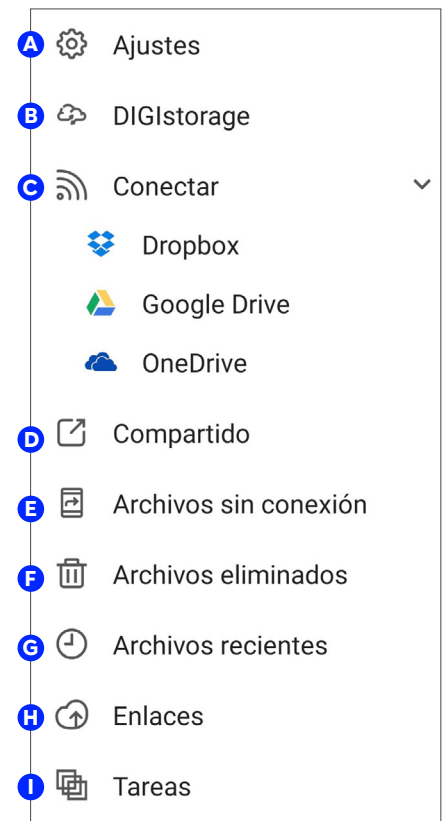 A Ajustes
B DIGIstorage
C Conectar
Dropbox
Google Drive
OneDrive
D Compartido
E Archivos sin conexión
F Archivos eliminados
G Archivos recientes
H Enlaces
I Tareas